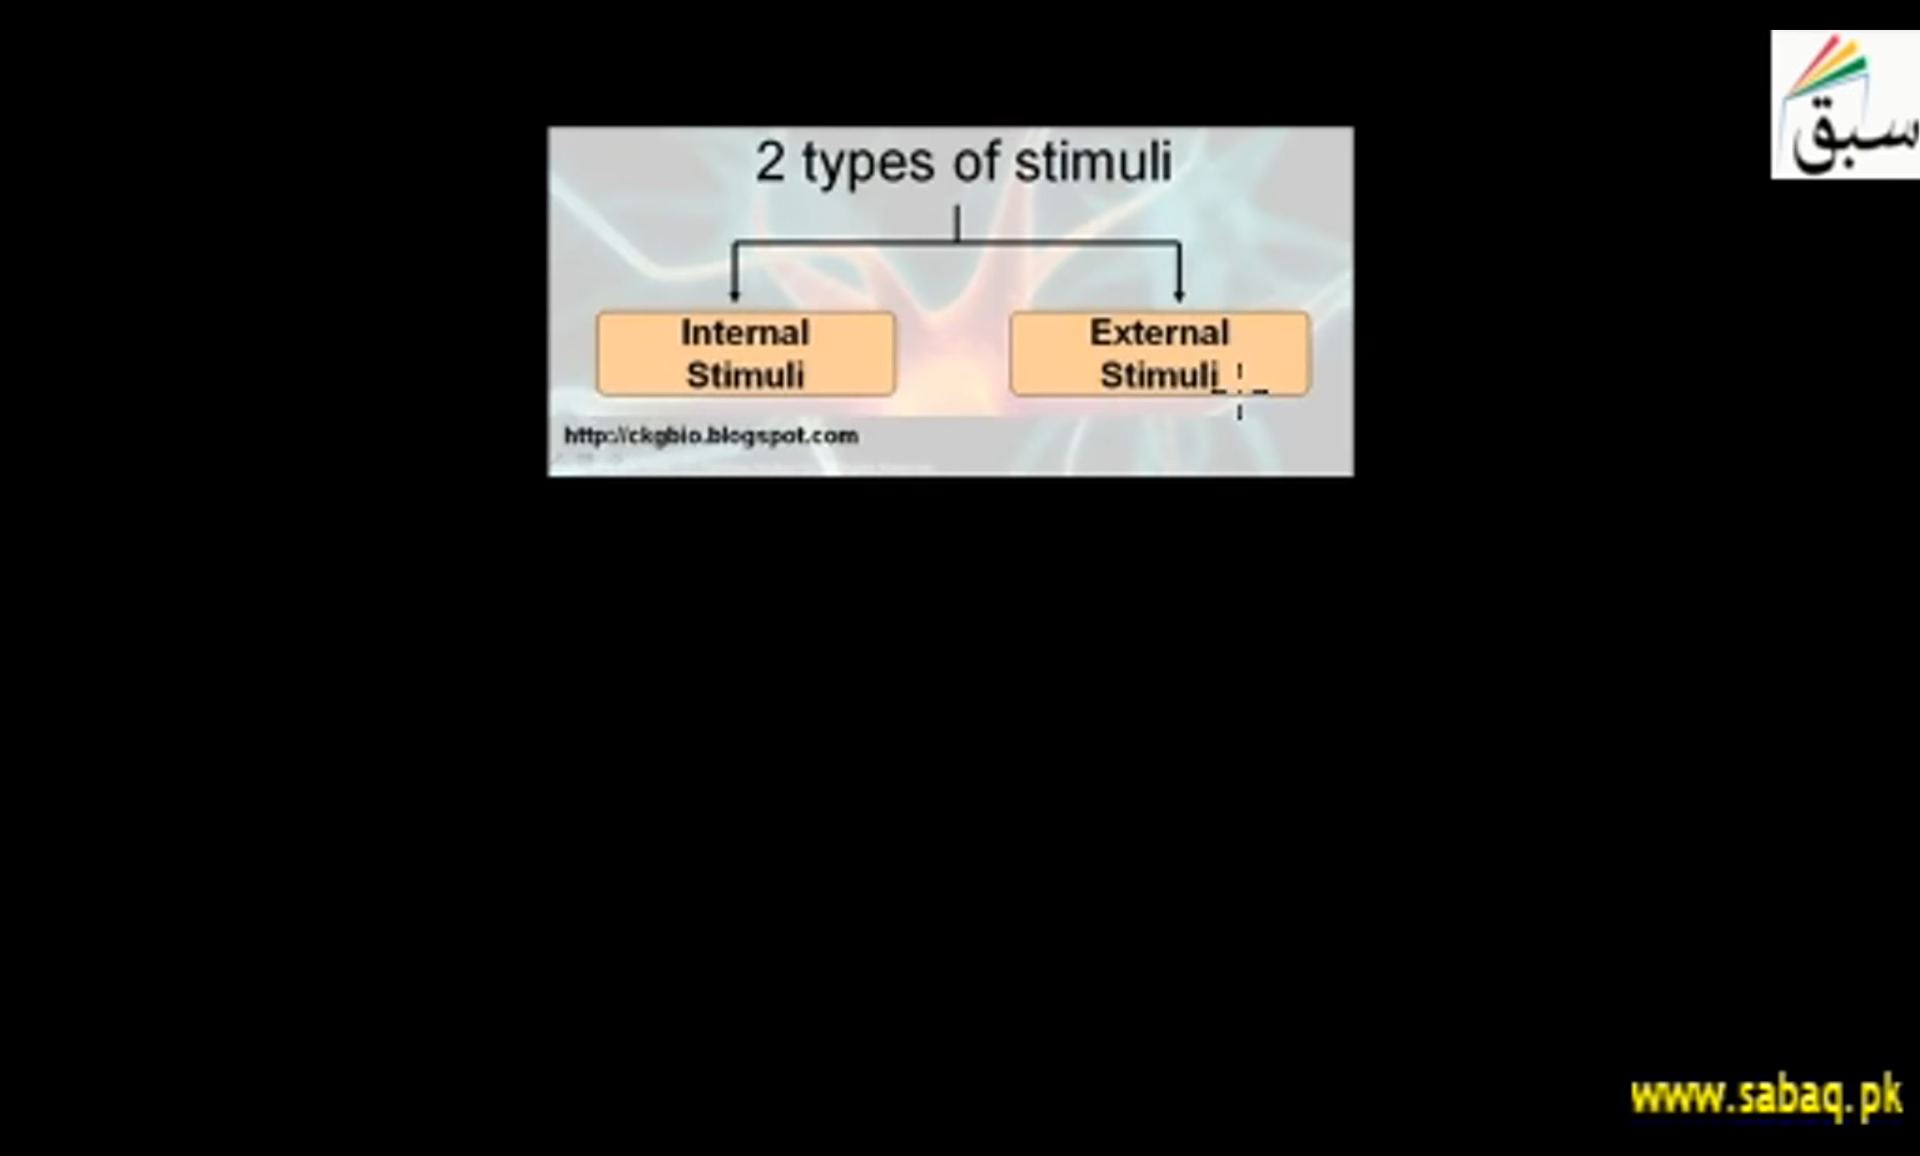 سبق
2 types of stimuli
Internal
Stimuli
External
Stimuli
http://ckgbio.blogspot.com
www.sabaq.pk